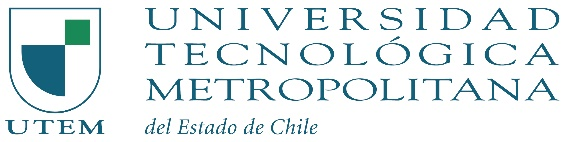 UNIVERSIDAD
TECNOLÓGICA
METROPOLITANA
del Estado de Chile
UTEM